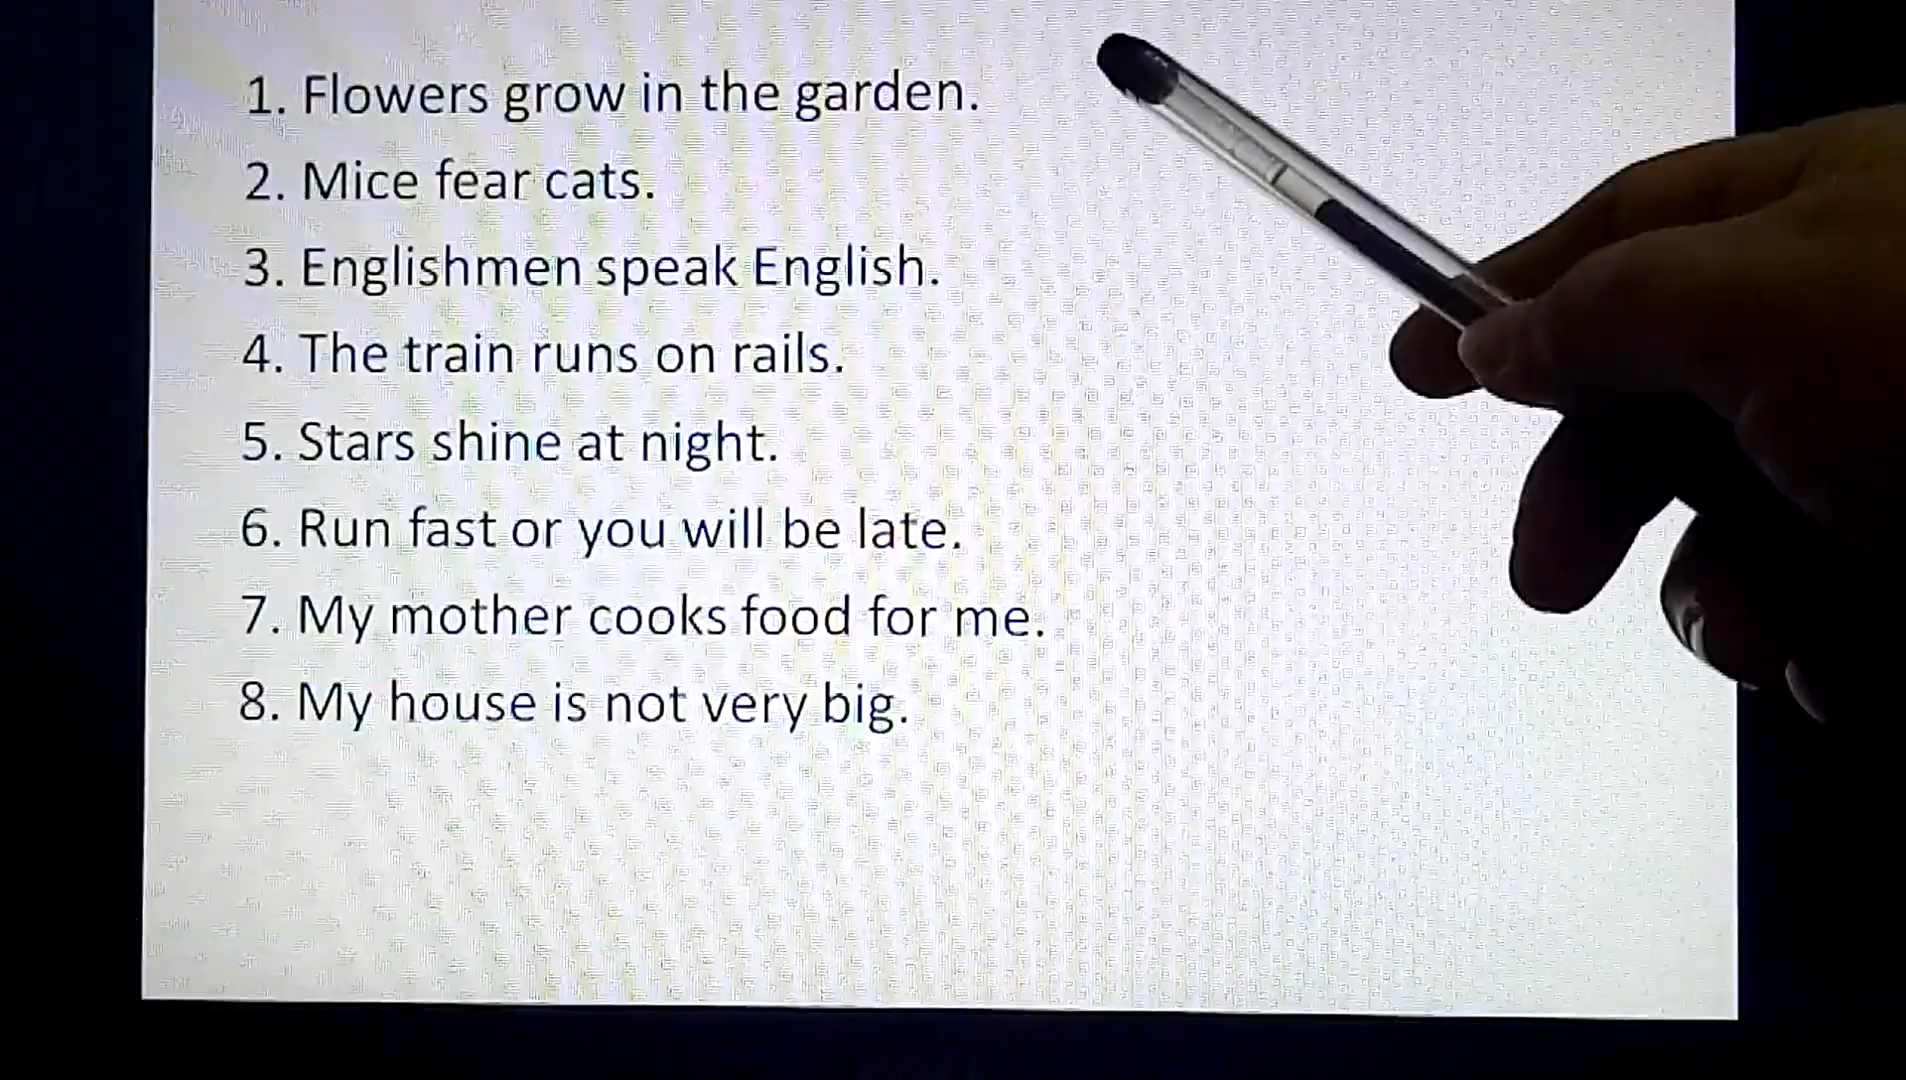 1. Flowers grow in the garden.
2. Mice fear cats.
3. Englishmen speak English.
4. The train runs on rails.
5. Stars shine at night.
6. Run fast or you will be late.
7. My mother cooks food for me.
8. My house is not very big.